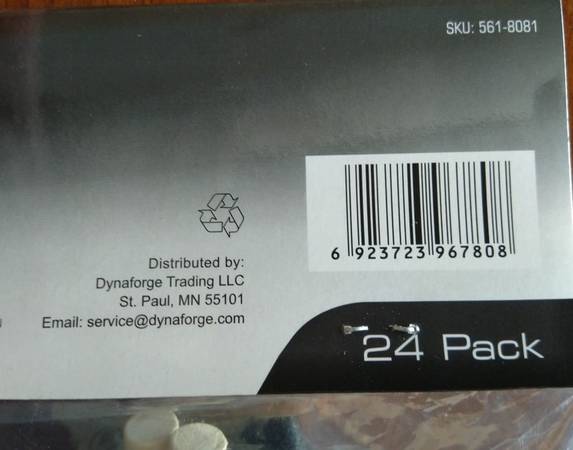 SKU: 561-8081
6 923723 967808
Distributed by:
Dynaforge Trading LLC
St. Paul, MN 55101
Email: service@dynaforge.com
24 Pack